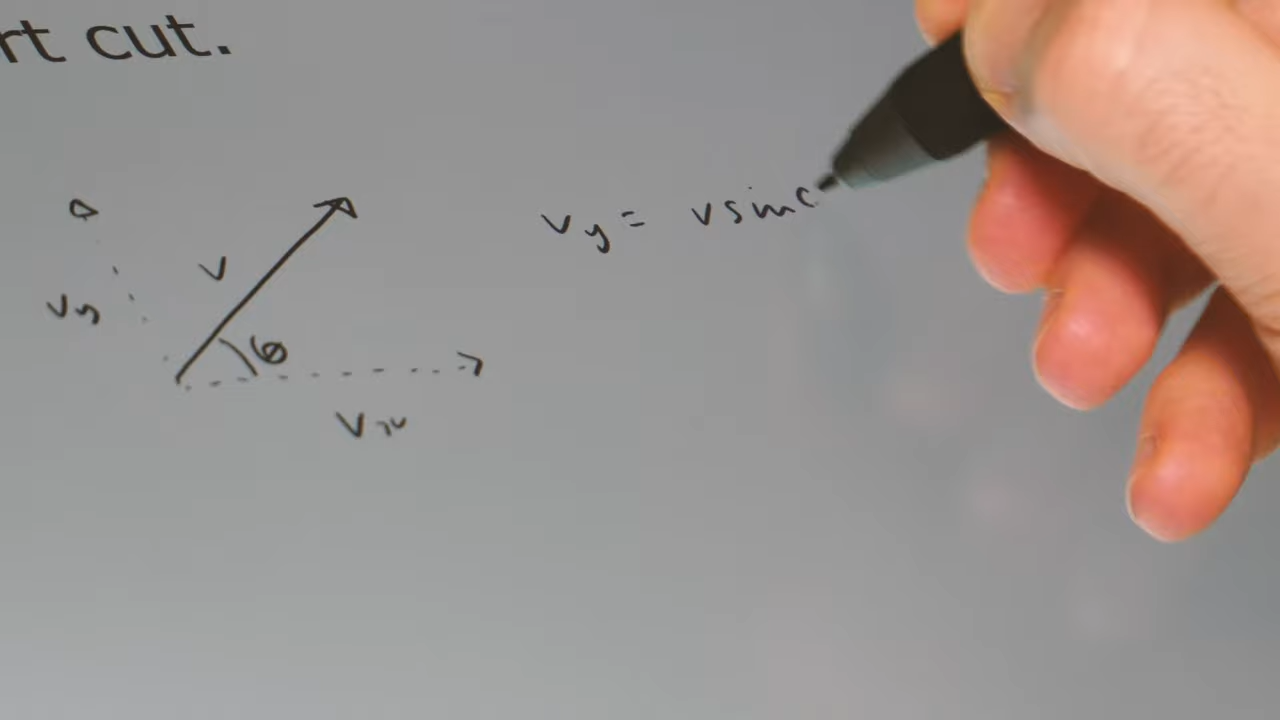 rt cut.
v
vy
θ
vx
vy = vsin